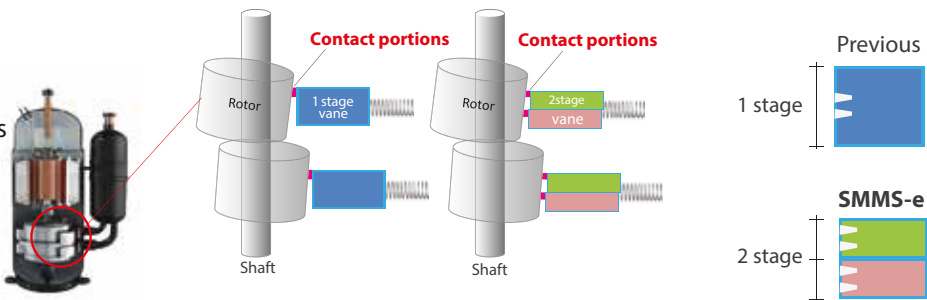 s
Contact portions
Rotor
1 stage
vane
Shaft
Contact portions
Rotor
2stage
vane
Shaft
Previous
1 stage
SMMS-e
2 stage